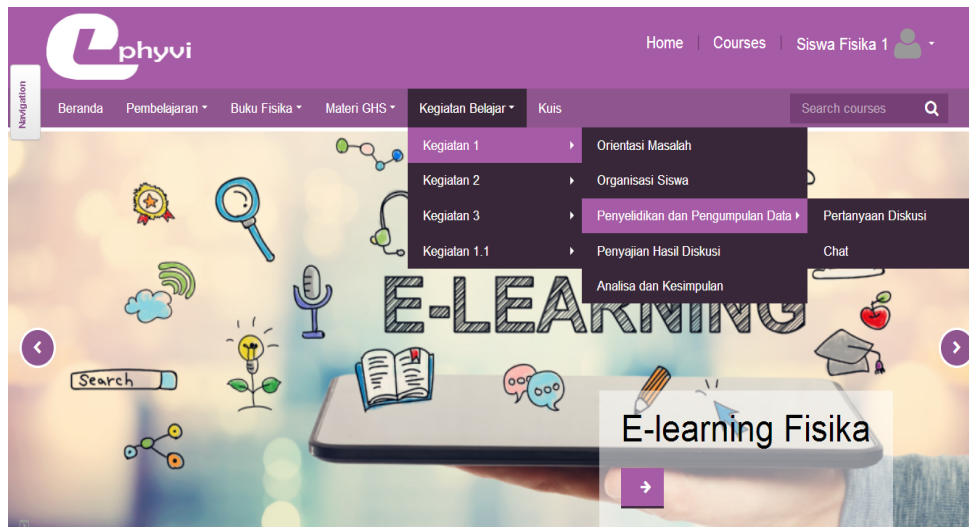 ephyvi
Home
Courses
Siswa Fisika 1
Navigation
Beranda
Pembelajaran
Buku Fisika
Materi GHS
Kegiatan Belajar
Kuis
Search courses
Kegiatan 1
Kegiatan 2
Kegiatan 3
Kegiatan 1.1
Orientasi Masalah
Organisasi Siswa
Penyelidikan dan Pengumpulan Data
Penyajian Hasil Diskusi
Analisa dan Kesimpulan
Pertanyaan Diskusi
Chat
E-LEARNING
Search
E-learning Fisika